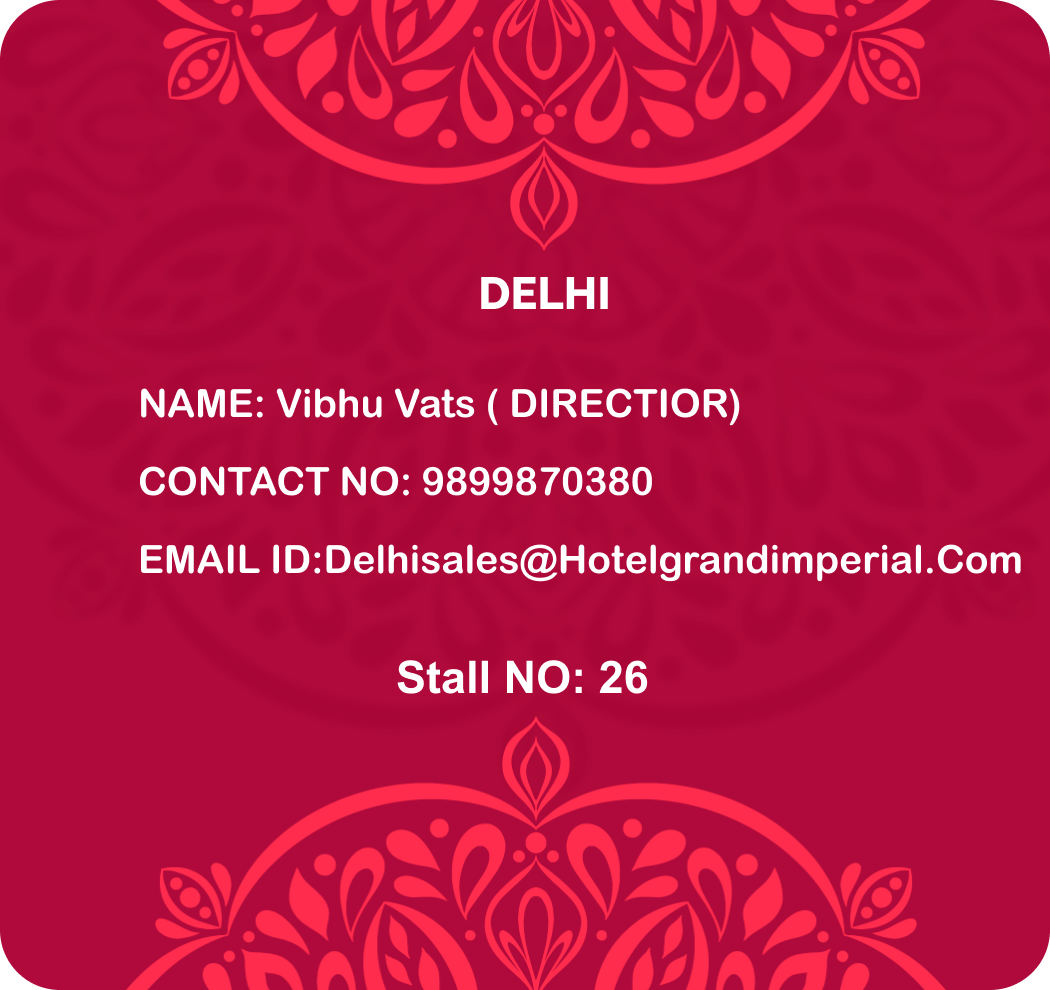 DELHI
NAME: Vibhu Vats ( DIRECTIOR)
CONTACT NO: 9899870380
EMAIL ID:Delhisales@Hotelgrandimperial.Com
Stall NO: 26